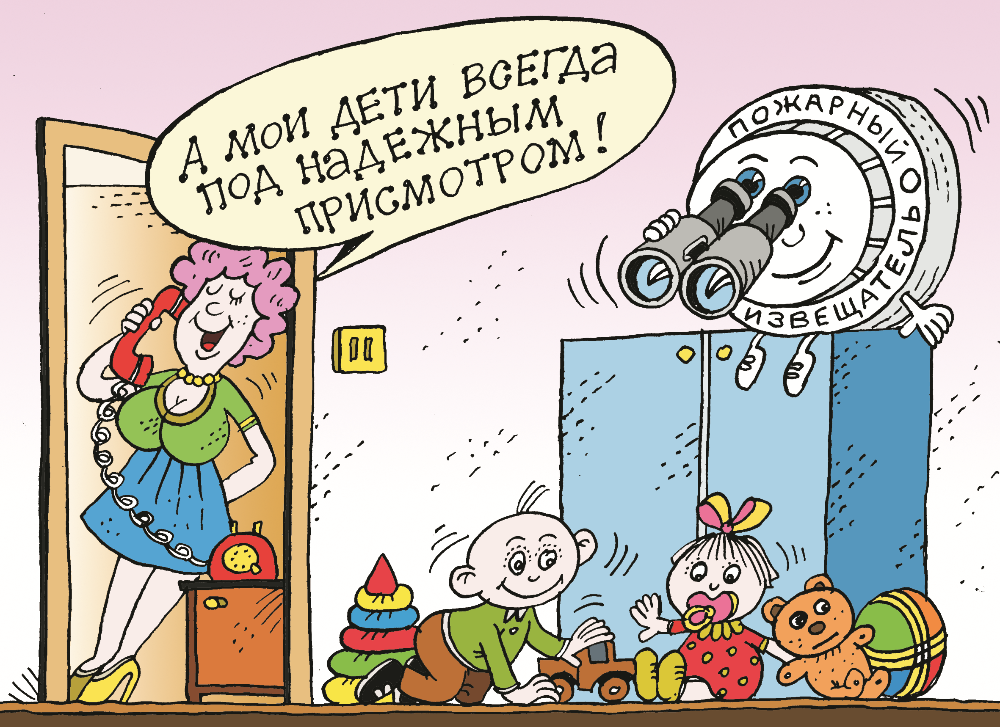 А МОИ ДЕТИ ВСЕГДА
ПОД НАДЕЖНЫМ
ПРИСМОТРОМ!
ПОЖАРНЫЙ О
ИЗВЕЩАТЕЛЬ